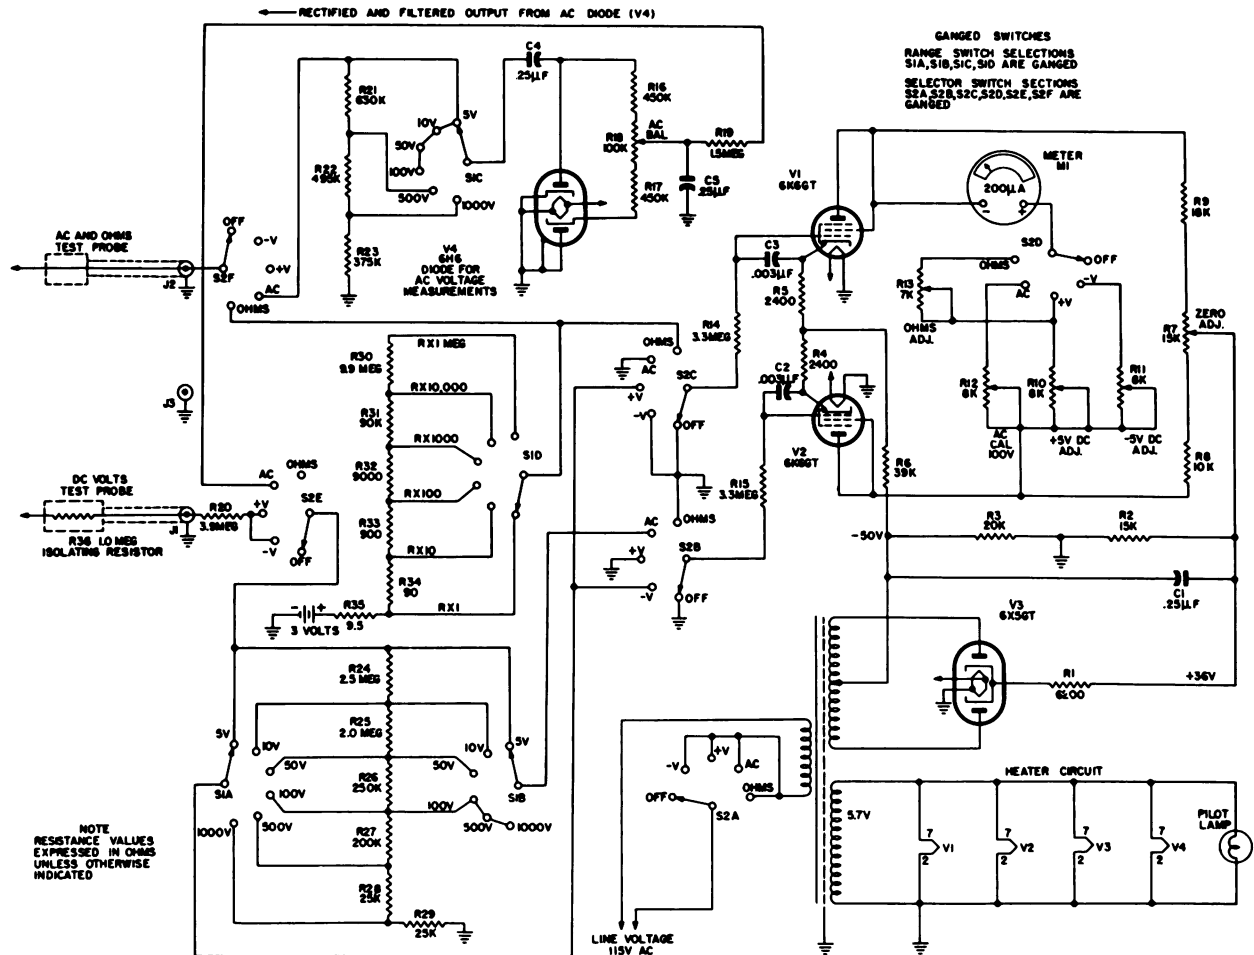 RECTIFIED AND FILTERED OUTPUT FROM AC DIODE (V4)
GANGED SWITCHES
RANGE SWITCH SELECTIONS
S1A,S1B,S1C,S1D ARE GANGED
SELECTOR SWITCH SECTIONS
S2A,S2B,S2C,S2D,S2E,S2F ARE
GANGED
C4
.25µF
R21
630K
5V
10V
50V
100V
500V
S1C
1000V
R22
495K
R23
375K
R16
450K
R18
100K
AC
BAL
R17
450K
R19
1.5MEG
C5
.25µF
V4
6H6
DIODE FOR
AC VOLTAGE
MEASUREMENTS
V1
6K6GT
METER
M1
200µA
-
+
R9
18K
AC AND OHMS
TEST PROBE
J2
OFF
-V
+V
AC
S2F
OHMS
C3
.003µF
R5
2400
S2D
OHMS
OFF
AC
-V
+V
R13
7K
OHMS
ADJ.
R7
15K
ZERO
ADJ.
R14
3.3MEG
R4
2400
C2
.003µF
R12
6K
R10
6K
R11
6K
AC
CAL
100V
+5V DC
ADJ.
-5V DC
ADJ.
R8
10K
J3
R30
9.9 MEG
RX1 MEG
RX10,000
R31
90K
RX1000
R32
9000
RX100
R33
900
RX10
R34
90
RX1
S1D
OHMS
AC
+V
S2C
-V
OFF
V2
6K6GT
R15
3.3MEG
R6
39K
DC VOLTS
TEST PROBE
R36 1.0 MEG
ISOLATING RESISTOR
J1
R20
3.8MEG
AC
OHMS
+V
S2E
-V
OFF
- +
3 VOLTS
R35
9.5
AC
OHMS
+V
S2B
-V
OFF
-50V
R3
20K
R2
15K
C1
.25µF
V3
6X5GT
R1
+36V
R24
2.5 MEG
R25
2.0 MEG
R26
250K
R27
200K
R28
25K
R29
25K
5V
10V
50V
100V
500V
1000V
S1A
5V
10V
50V
100V
500V
1000V
S1B
-V
+V
AC
OFF
OHMS
S2A
LINE VOLTAGE
115V AC
HEATER CIRCUIT
5.7V
7
V1
2
7
V2
2
7
V3
2
7
V4
2
PILOT
LAMP
NOTE
RESISTANCE VALUES
EXPRESSED IN OHMS
UNLESS OTHERWISE
INDICATED